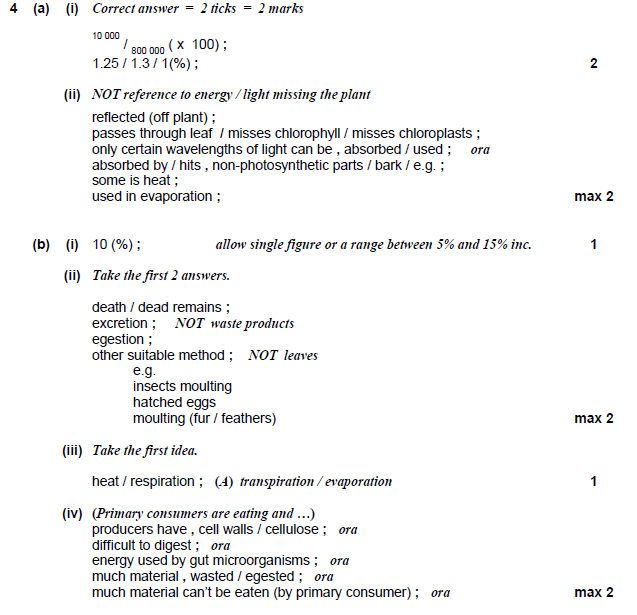 4 (a) (i) Correct answer = 2 ticks = 2 marks
10 000 / 800 000 ( x 100) ;
1.25 / 1.3 / 1(%) ; 2
(ii) NOT reference to energy / light missing the plant
reflected (off plant) ;
passes through leaf / misses chlorophyll / misses chloroplasts ;
only certain wavelengths of light can be , absorbed / used ; ora
absorbed by / hits , non-photosynthetic parts / bark / e.g. ;
some is heat ;
used in evaporation ; max 2
(b) (i) 10 (%) ; allow single figure or a range between 5% and 15% inc. 1
(ii) Take the first 2 answers.
death / dead remains ;
excretion ; NOT waste products
egestion ;
other suitable method ; NOT leaves
e.g.
insects moulting
hatched eggs
moulting (fur / feathers) max 2
(iii) Take the first idea.
heat / respiration ; (A) transpiration / evaporation 1
(iv) (Primary consumers are eating and …)
producers have , cell walls / cellulose ; ora
difficult to digest ; ora
energy used by gut microorganisms ; ora
much material , wasted / egested ; ora
much material can't be eaten (by primary consumer) ; ora max 2